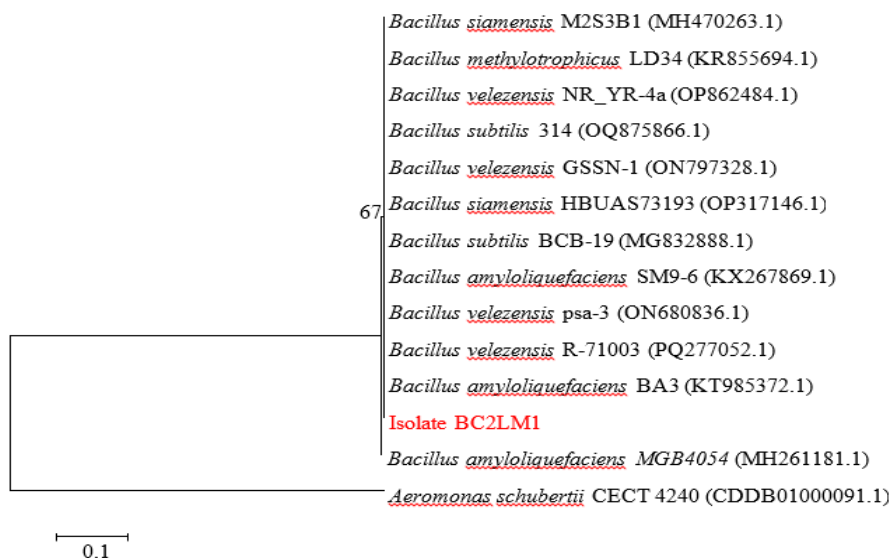 Bacillus siamensis M2S3B1 (MH470263.1)
Bacillus methylotrophicus LD34 (KR855694.1)
Bacillus velezensis NR_YR-4a (OP862484.1)
Bacillus subtilis 314 (OQ875866.1)
Bacillus velezensis GSSN-1 (ON797328.1)
Bacillus siamensis HBUAS73193 (OP317146.1)
67
Bacillus subtilis BCB-19 (MG832888.1)
Bacillus amyloliquefaciens SM9-6 (KX267869.1)
Bacillus velezensis psa-3 (ON680836.1)
Bacillus velezensis R-71003 (PQ277052.1)
Bacillus amyloliquefaciens BA3 (KT985372.1)
Isolate BC2LM1
Bacillus amyloliquefaciens MGB4054 (MH261181.1)
Aeromonas schubertii CECT 4240 (CDDB01000091.1)
0.1